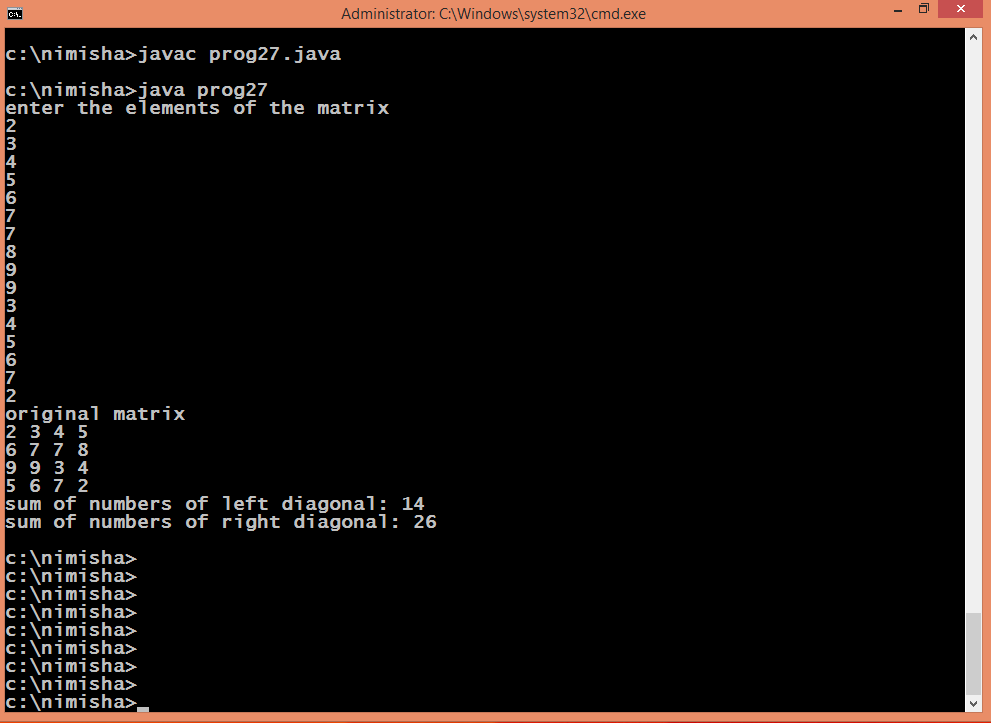 Administrator: C:\Windows\system32\cmd.exe
c:\nimisha>javac prog27.java
c:\nimisha>java prog27
enter the elements of the matrix
2
3
4
5
6
7
7
8
9
9
3
4
5
6
7
2
original matrix
2 3 4 5
6 7 7 8
9 9 3 4
5 6 7 2
sum of numbers of left diagonal: 14
sum of numbers of right diagonal: 26
c:\nimisha>
c:\nimisha>
c:\nimisha>
c:\nimisha>
c:\nimisha>
c:\nimisha>
c:\nimisha>
c:\nimisha>
c:\nimisha>